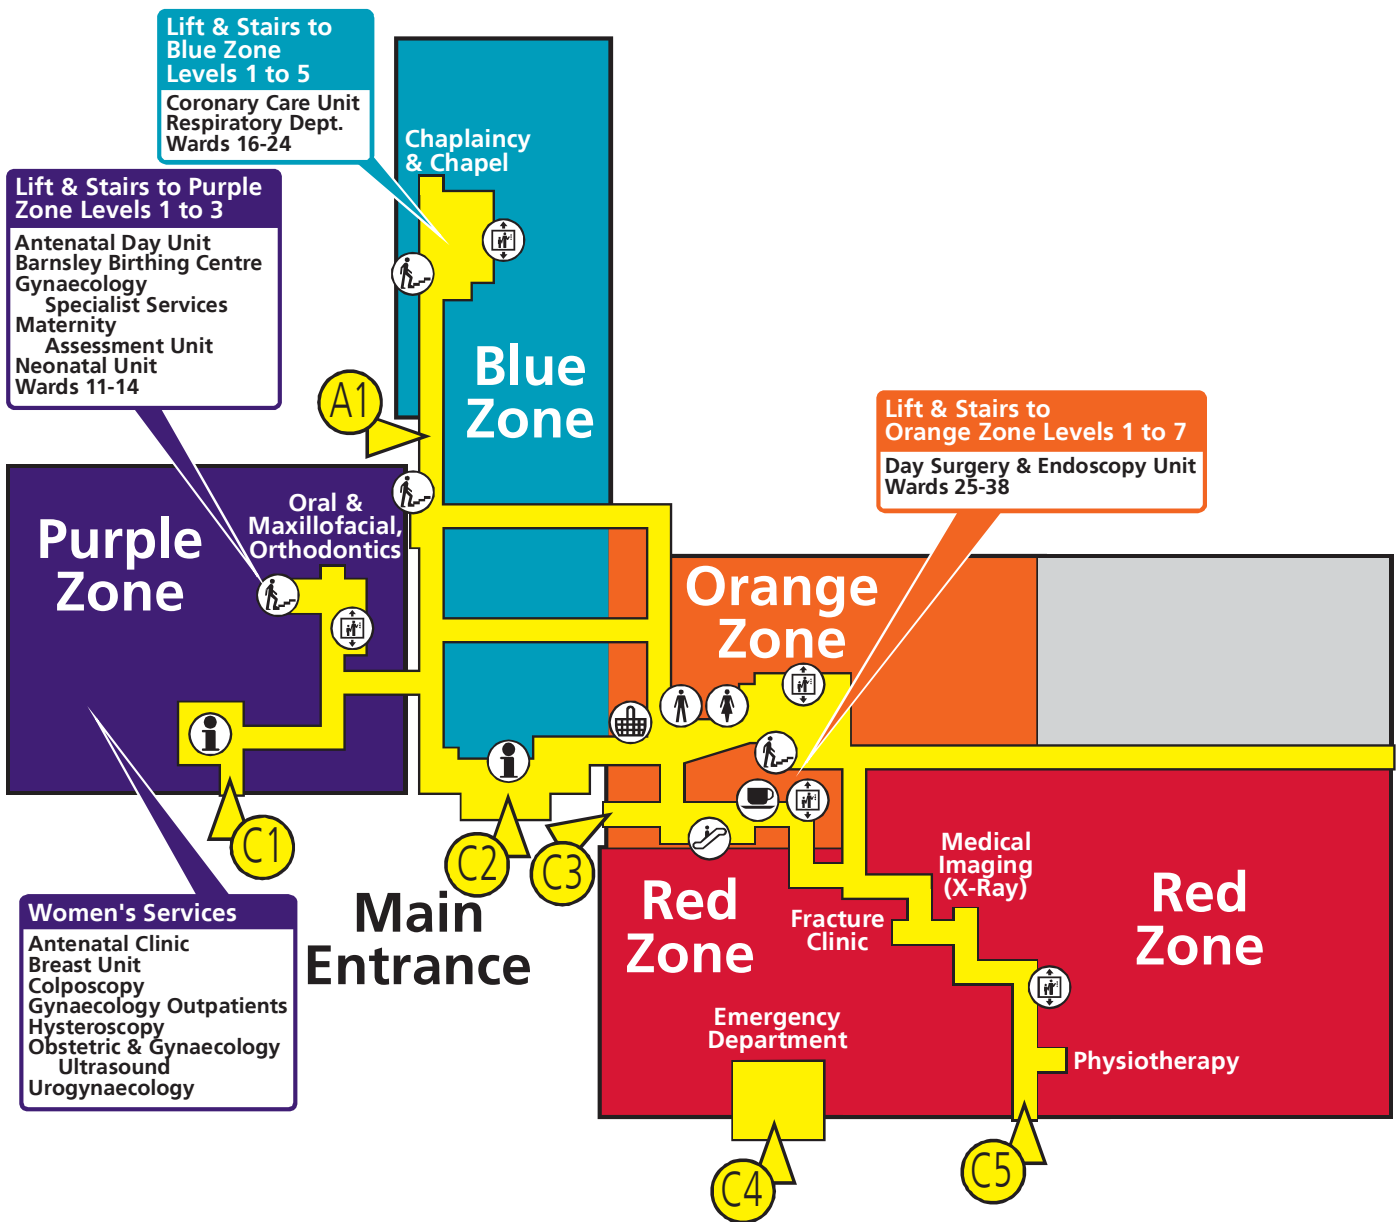 Lift & Stairs to
Blue Zone
Levels 1 to 5
Coronary Care Unit
Respiratory Dept.
Wards 16-24
Chaplaincy
& Chapel
Lift & Stairs to Purple
Zone Levels 1 to 3
Antenatal Day Unit
Barnsley Birthing Centre
Gynaecology
Specialist Services
Maternity
Assessment Unit
Neonatal Unit
Wards 11-14
Blue
Zone
A1
Lift & Stairs to
Orange Zone Levels 1 to 7
Day Surgery & Endoscopy Unit
Wards 25-38
Purple
Zone
Oral &
Maxillofacial,
Orthodontics
Orange
Zone
C1
C2
C3
Main
Entrance
Red
Zone
Fracture
Clinic
Medical
Imaging
(X-Ray)
Red
Zone
Women's Services
Antenatal Clinic
Breast Unit
Colposcopy
Gynaecology Outpatients
Hysteroscopy
Obstetric & Gynaecology
Ultrasound
Urogynaecology
Emergency
Department
Physiotherapy
C4
C5